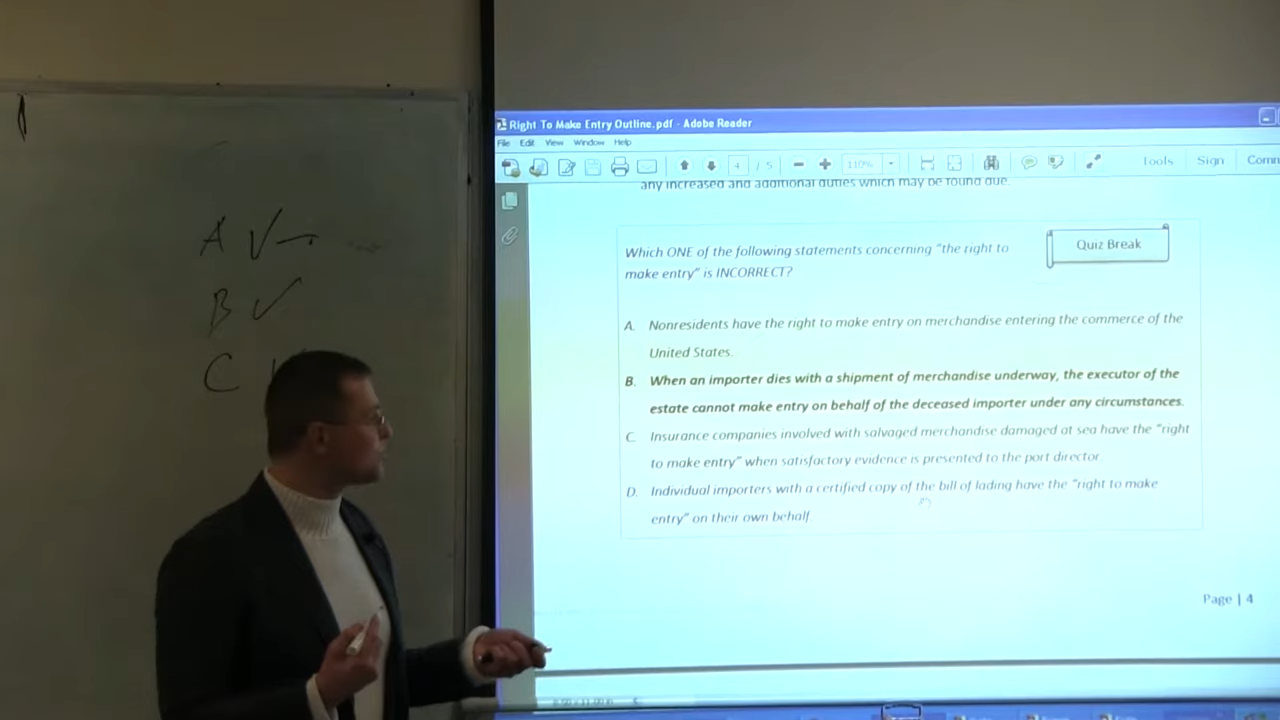 A
B
C
Right To Make Entry Outline.pdf - Adobe Reader
File Edit View Window Help
4 / 5 110% Tools Sign Comm
any increased and additional duties which may be found due.
Which ONE of the following statements concerning "the right to
make entry" is INCORRECT?
Quiz Break
A. Nonresidents have the right to make entry on merchandise entering the commerce of the
United States.
B. When an importer dies with a shipment of merchandise underway, the executor of the
estate cannot make entry on behalf of the deceased importer under any circumstances.
C. Insurance companies involved with salvaged merchandise damaged at sea have the "right
to make entry" when satisfactory evidence is presented to the port director.
D. Individual importers with a certified copy of the bill of lading have the "right to make
entry" on their own behalf.
Page | 4